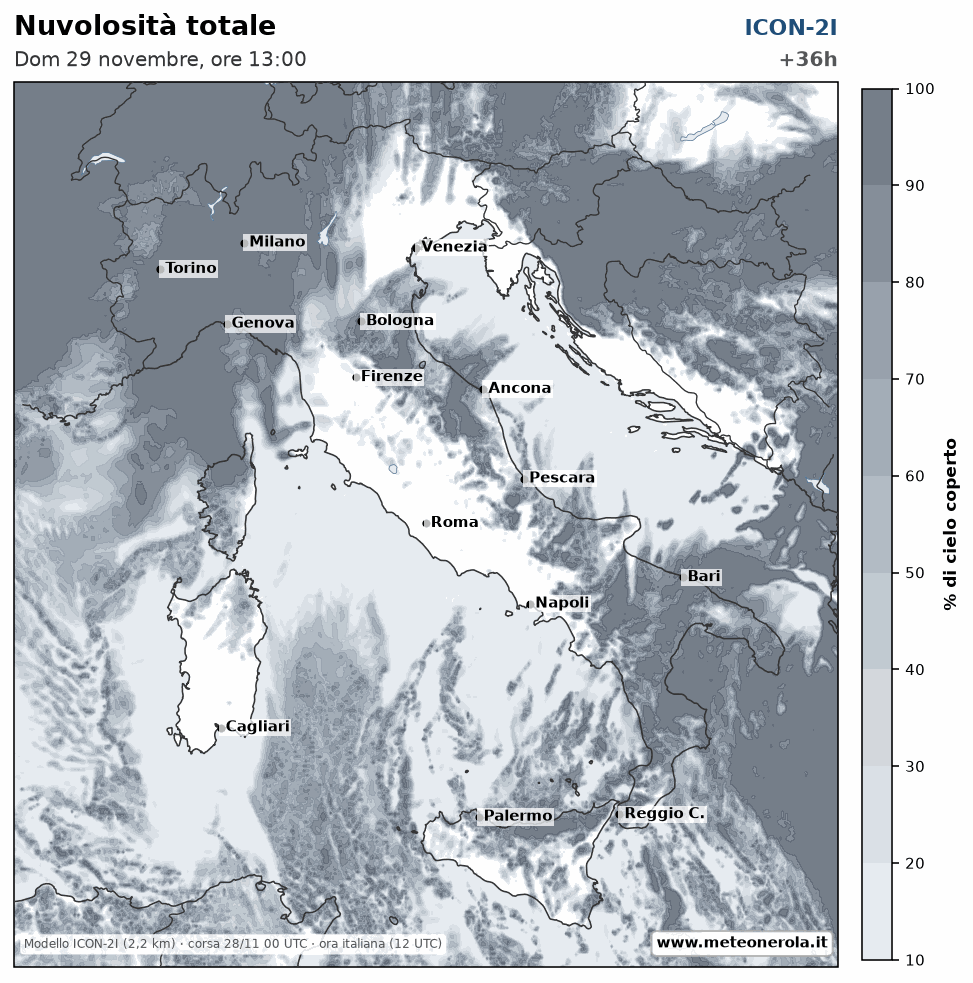 Nuvolosità totale
ICON-2I
Dom 29 novembre, ore 13:00
+36h
100
90
80
70
60
50
40
30
20
10
% di cielo coperto
Milano
Venezia
Torino
Genova
Bologna
Firenze
Ancona
Pescara
Roma
Bari
Napoli
Cagliari
Palermo
Reggio C.
Modello ICON-2I (2,2 km) · corsa 28/11 00 UTC · ora italiana (12 UTC)
www.meteonerola.it